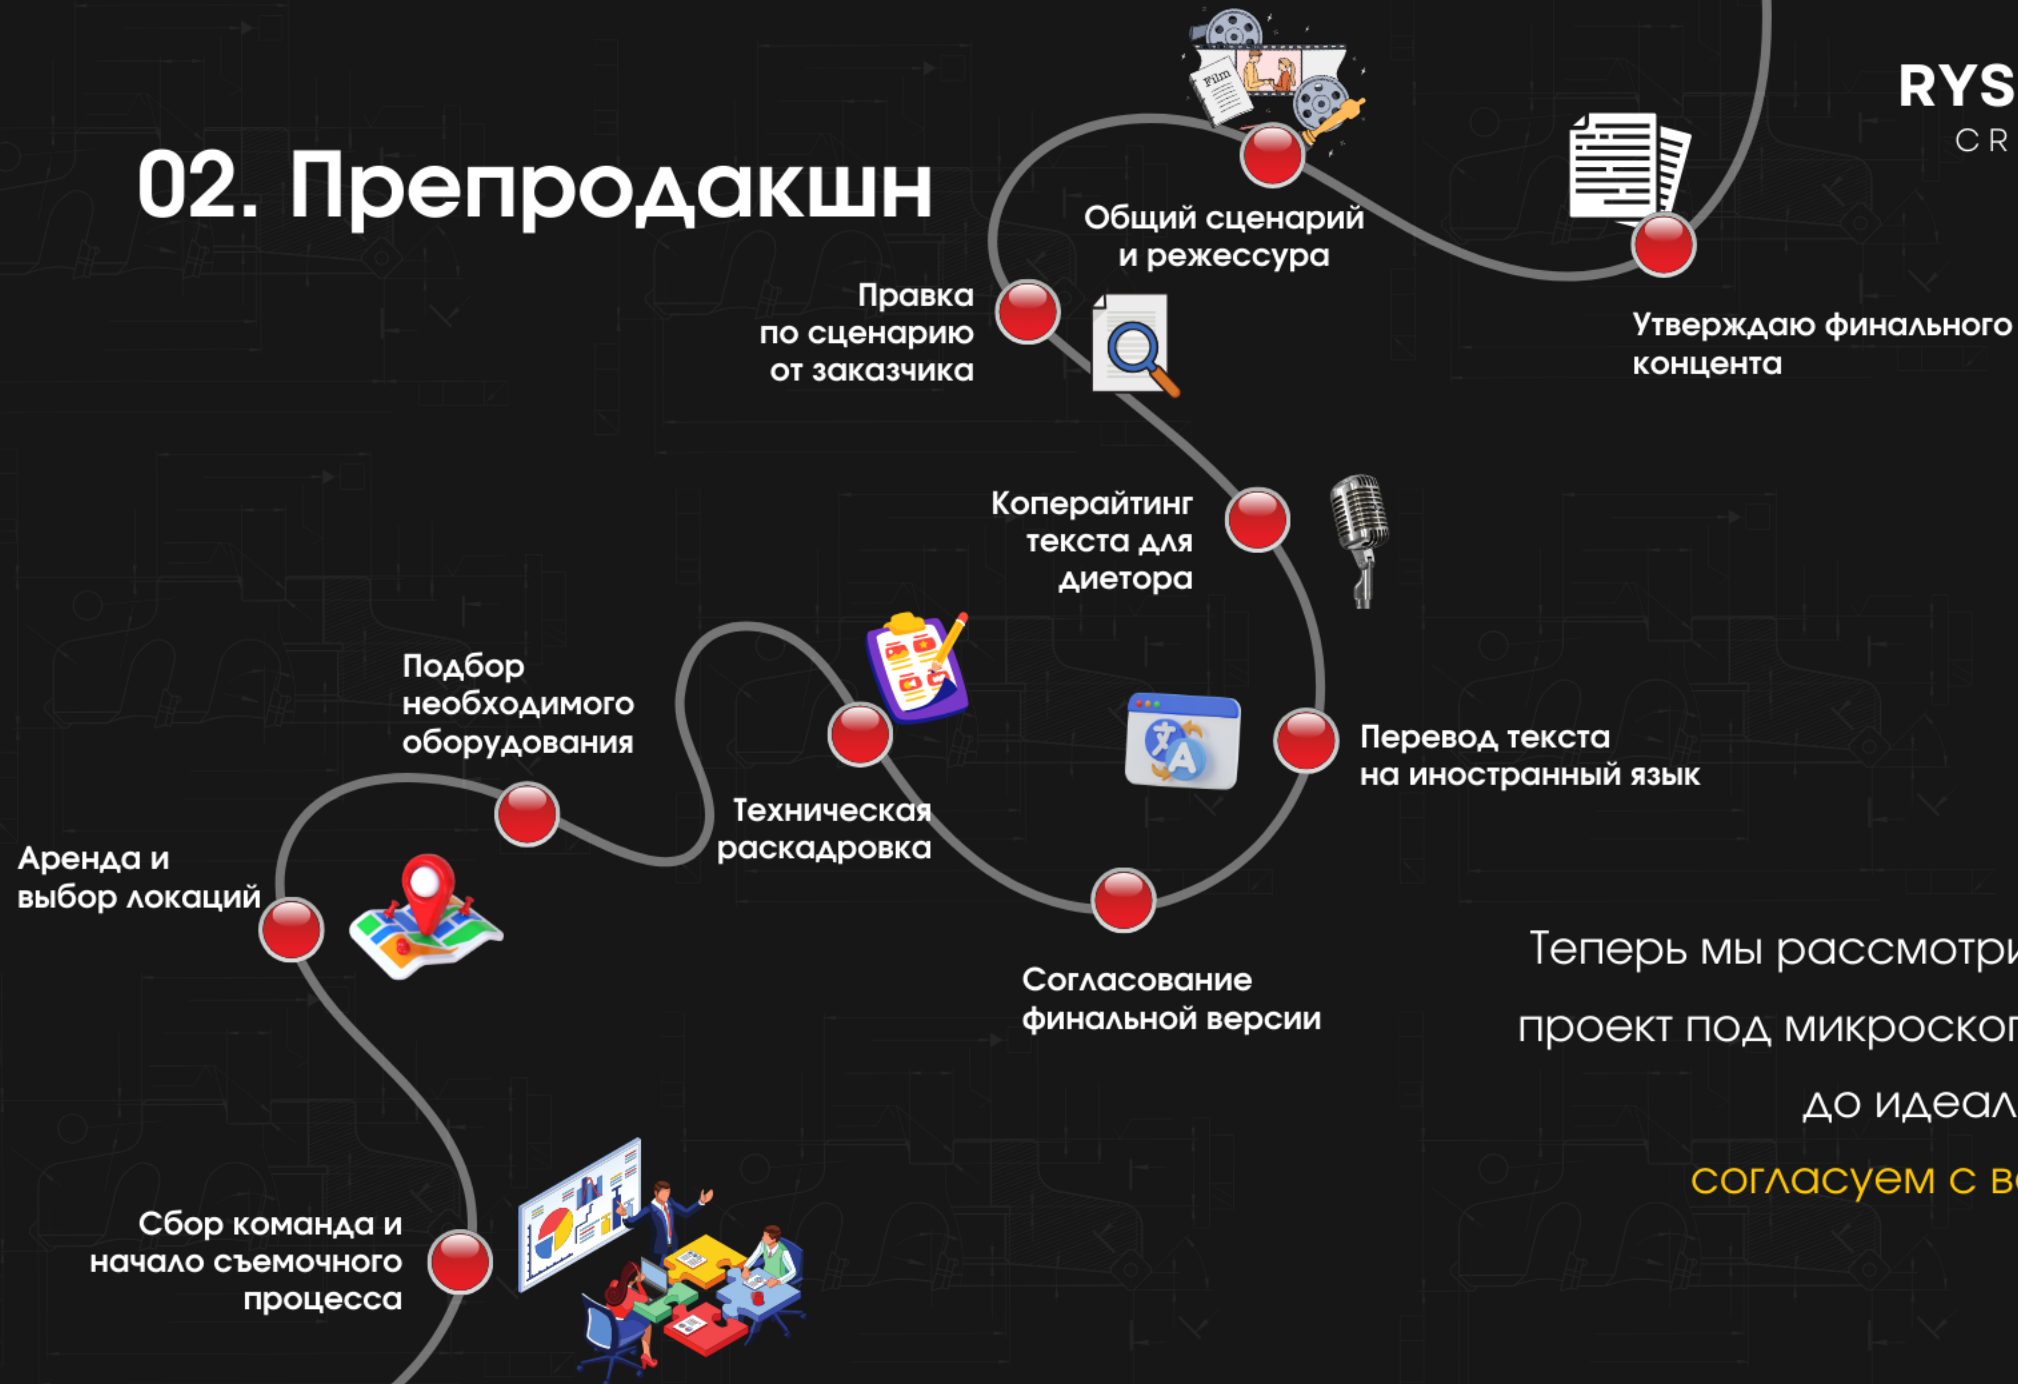 RYS
CR
02. Препродакшн
Film
Общий сценарий
и режессура
Утверждаю финального
концента
Правка
по сценарию
от заказчика
Коперайтинг
текста для
диетора
Перевод текста
на иностранный язык
Согласование
финальной версии
Техническая
раскадровка
Подбор
необходимого
оборудования
Аренда и
выбор локаций
Сбор команда и
начало съемочного
процесса
Теперь мы рассмотри
проект под микроскоп
до идеал
согласуем с в